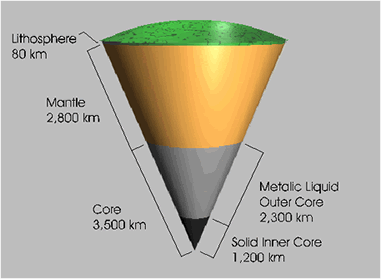 Lithosphere
80 km
Mantle
2,800 km
Core
3,500 km
Metalic Liquid
Outer Core
2,300 km
Solid Inner Core
1,200 km